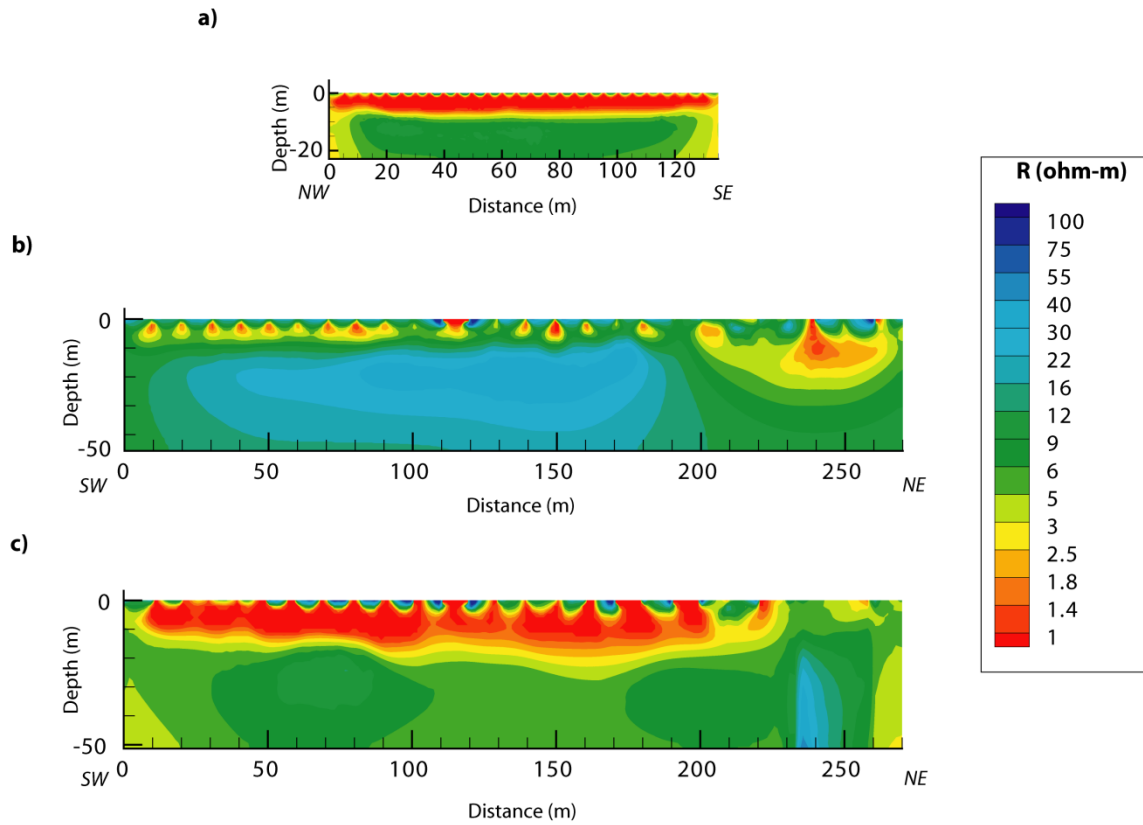 a)
0
-20
Depth (m)
0 20 40 60 80 100 120
NW SE
Distance (m)
b)
0
-50
Depth (m)
0 50 100 150 200 250
SW NE
Distance (m)
c)
0
-50
Depth (m)
0 50 100 150 200 250
SW NE
Distance (m)
R (ohm-m)
100
75
55
40
30
22
16
12
9
6
5
3
2.5
1.8
1.4
1